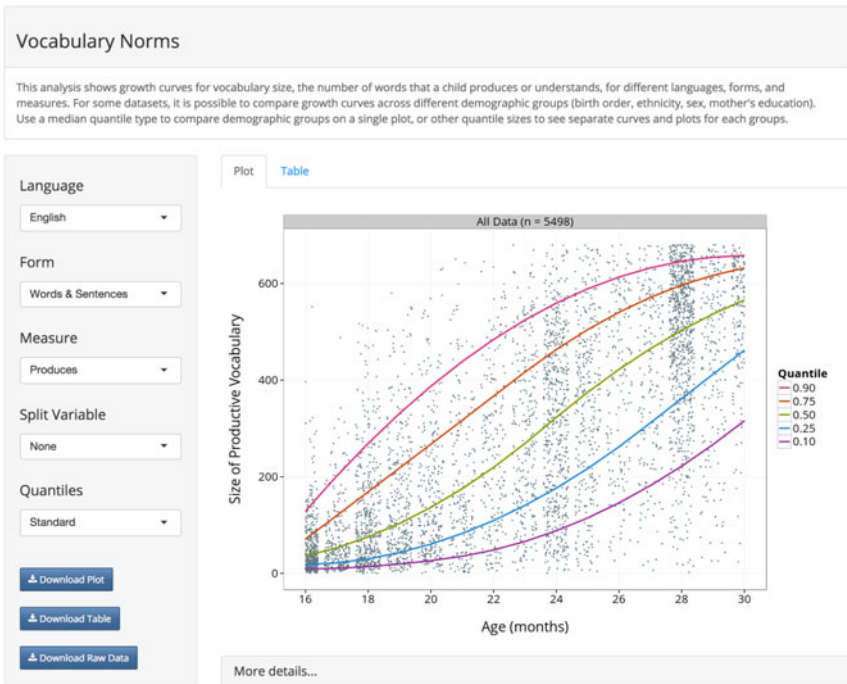 Vocabulary Norms
This analysis shows growth curves for vocabulary size, the number of words that a child produces or understands, for different languages, forms, and
measures. For some datasets, it is possible to compare growth curves across different demographic groups (birth order, ethnicity, sex, mother's education).
Use a median quantile type to compare demographic groups on a single plot, or other quantile sizes to see separate curves and plots for each groups.
Language
English
Form
Words & Sentences
Measure
Produces
Split Variable
None
Quantiles
Standard
Download Plot
Download Table
Download Raw Data
Plot Table
All Data (n = 5498)
Size of Productive Vocabulary
600
400
200
0
16 18 20 22 24 26 28 30
Age (months)
Quantile
0.90
0.75
0.50
0.25
0.10
More details...